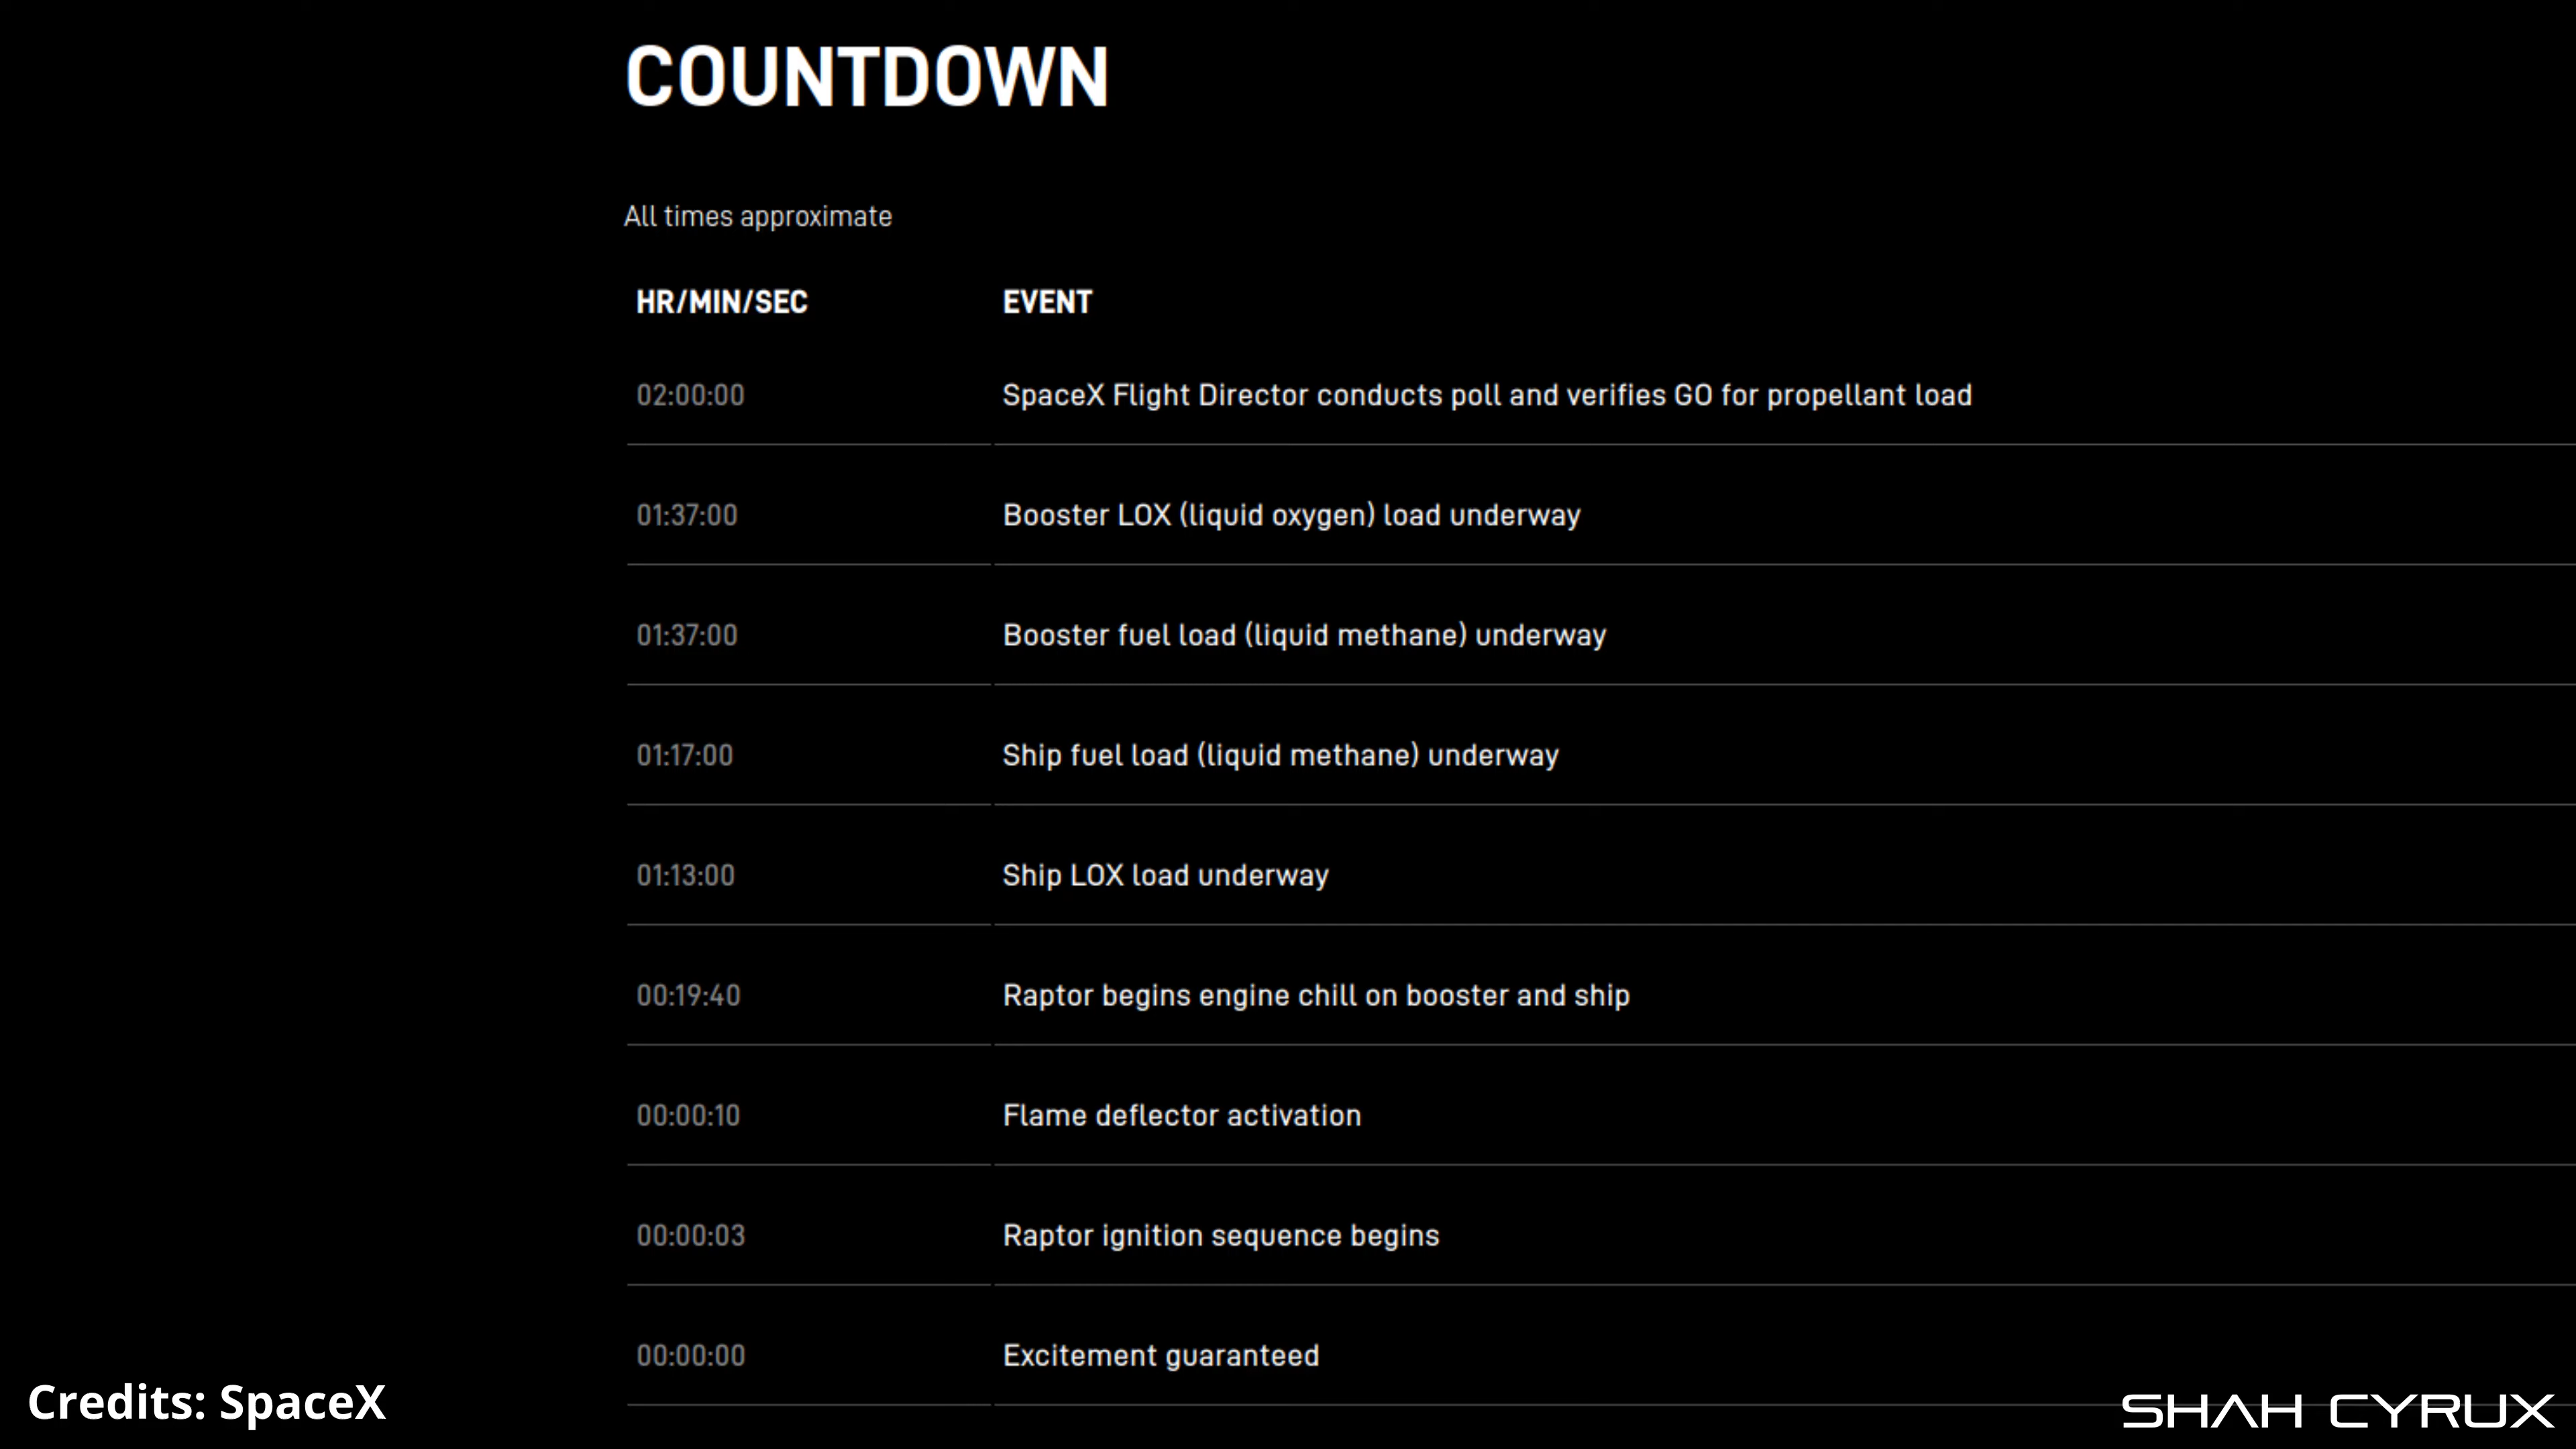 COUNTDOWN
All times approximate
HR/MIN/SEC EVENT
02:00:00 SpaceX Flight Director conducts poll and verifies GO for propellant load
01:37:00 Booster LOX (liquid oxygen) load underway
01:37:00 Booster fuel load (liquid methane) underway
01:17:00 Ship fuel load (liquid methane) underway
01:13:00 Ship LOX load underway
00:19:40 Raptor begins engine chill on booster and ship
00:00:10 Flame deflector activation
00:00:03 Raptor ignition sequence begins
00:00:00 Excitement guaranteed
Credits: SpaceX
SHAH CYRUX